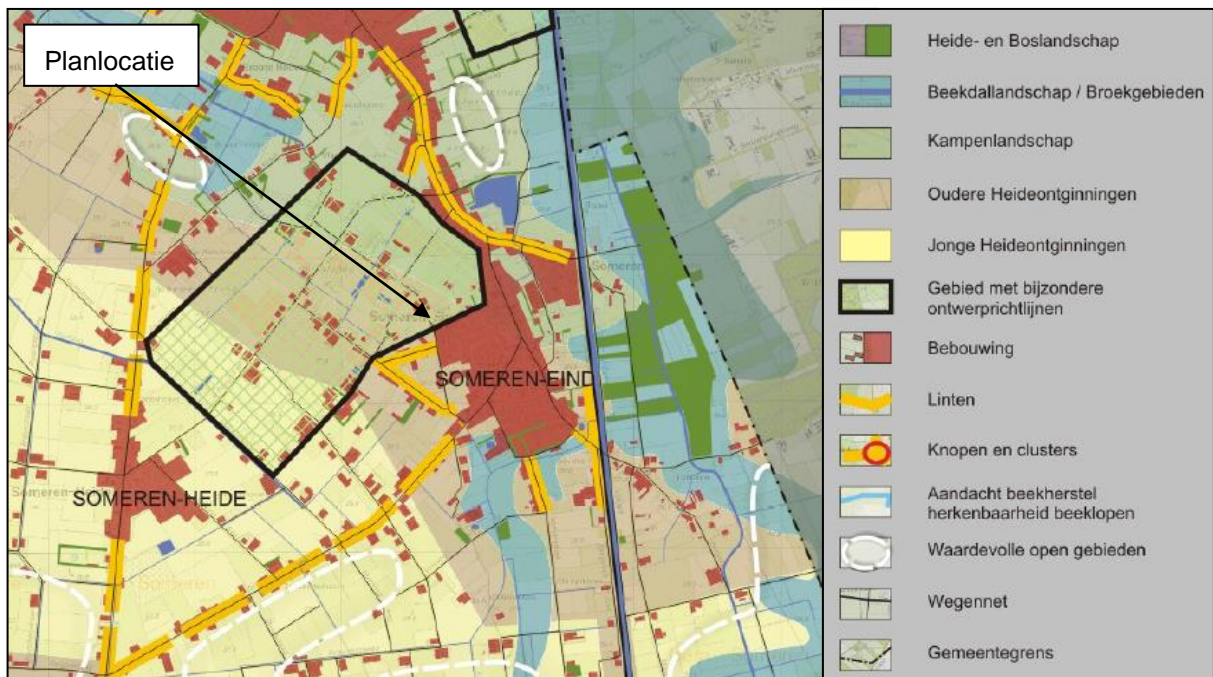 Planlocatie
SOMEREN-EIND
SOMEREN-HEIDE
Someren
Heide- en Boslandschap
Beekdallandschap / Broekgebieden
Kampenlandschap
Oudere Heideontginningen
Jonge Heideontginningen
Gebied met bijzondere
ontwerprichtlijnen
Bebouwing
Linten
Knopen en clusters
Aandacht beekherstel
herkenbaarheid beeklopen
Waardevolle open gebieden
Wegennet
Gemeentegrens